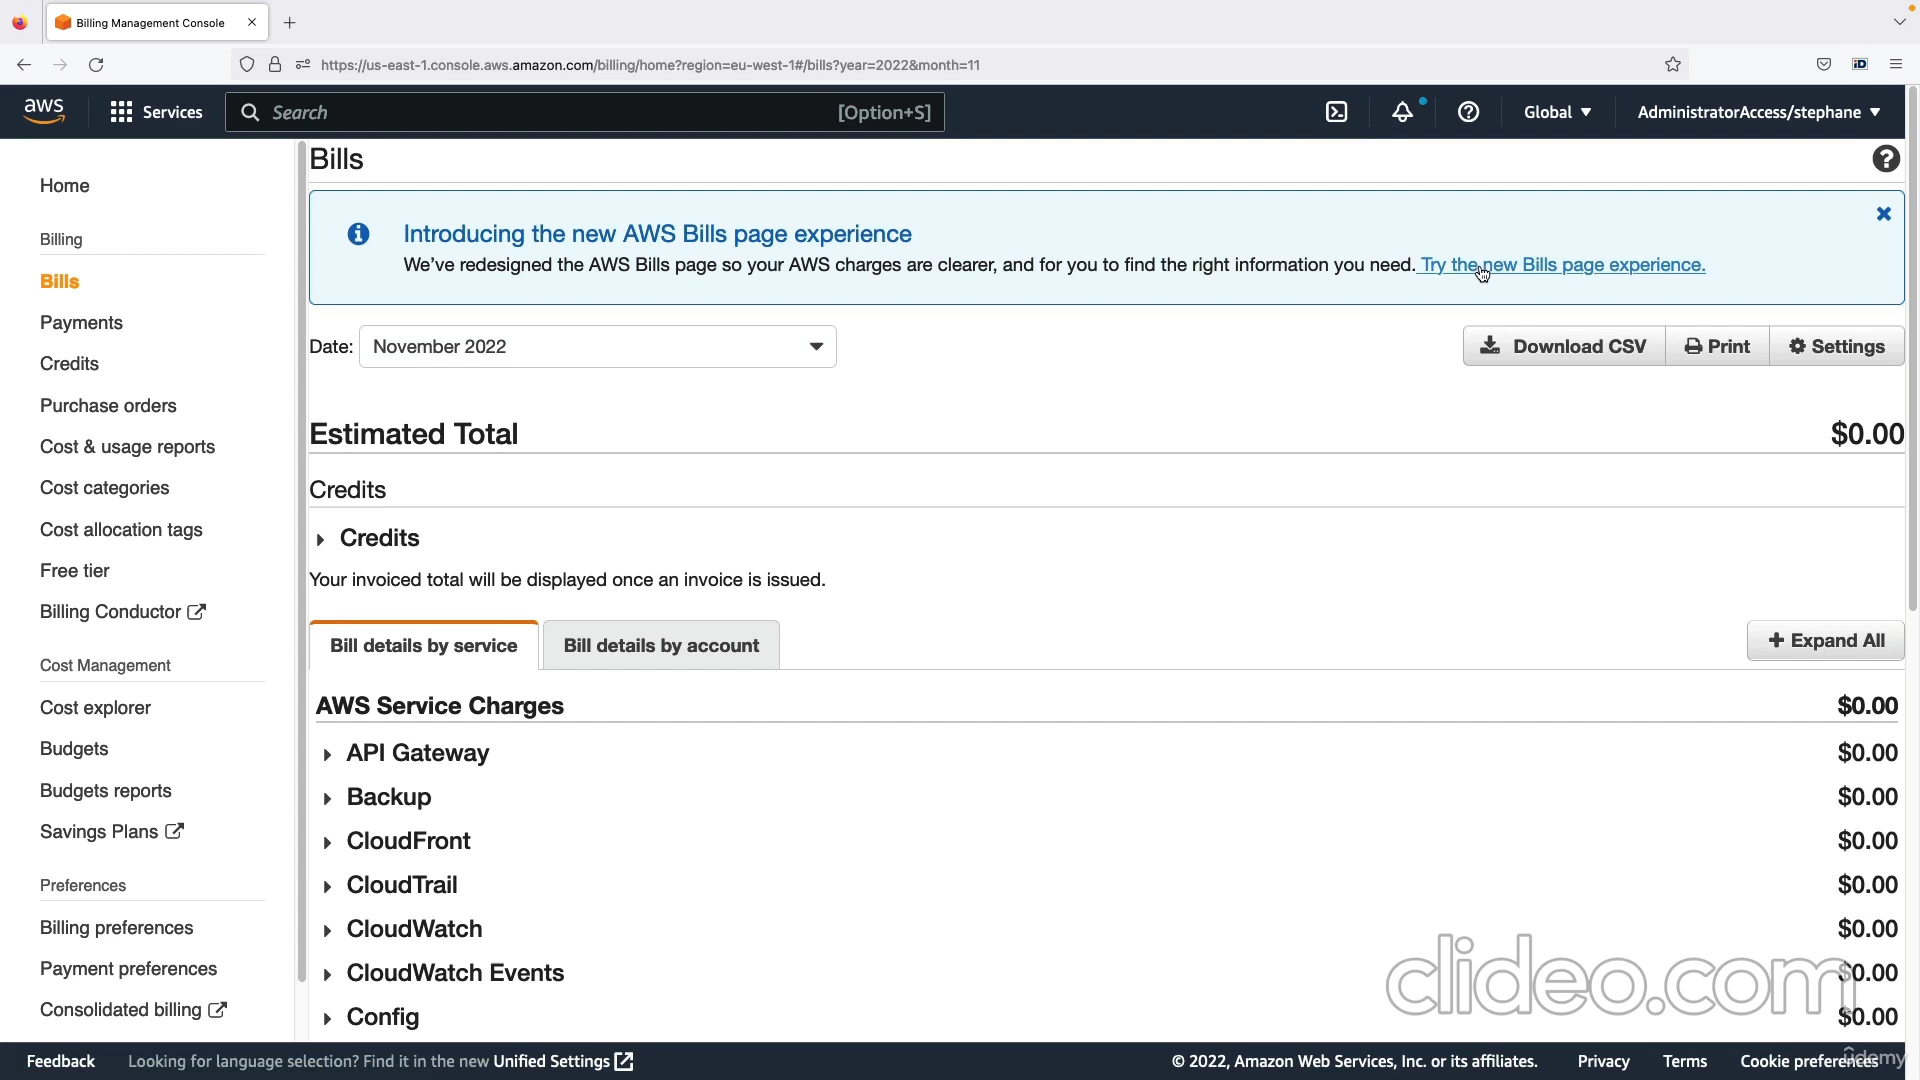 Billing Management Console
https://us-east-1.console.aws.amazon.com/billing/home?region=eu-west-1#/bills?year=2022&month=11
aws
Services
Search
[Option+S]
Global
AdministratorAccess/stephane
Home
Billing
Bills
Payments
Credits
Purchase orders
Cost & usage reports
Cost categories
Cost allocation tags
Free tier
Billing Conductor
Cost Management
Cost explorer
Budgets
Budgets reports
Savings Plans
Preferences
Billing preferences
Payment preferences
Consolidated billing
Bills
Introducing the new AWS Bills page experience
We've redesigned the AWS Bills page so your AWS charges are clearer, and for you to find the right information you need. Try the new Bills page experience.
Date: November 2022
Download CSV
Print
Settings
Estimated Total $0.00
Credits
Credits
Your invoiced total will be displayed once an invoice is issued.
Bill details by service
Bill details by account
+ Expand All
AWS Service Charges $0.00
API Gateway $0.00
Backup $0.00
CloudFront $0.00
CloudTrail $0.00
CloudWatch $0.00
CloudWatch Events $0.00
Config $0.00
clideo.com
Feedback
Looking for language selection? Find it in the new Unified Settings
© 2022, Amazon Web Services, Inc. or its affiliates.
Privacy
Terms
Cookie preferences
ûdemy